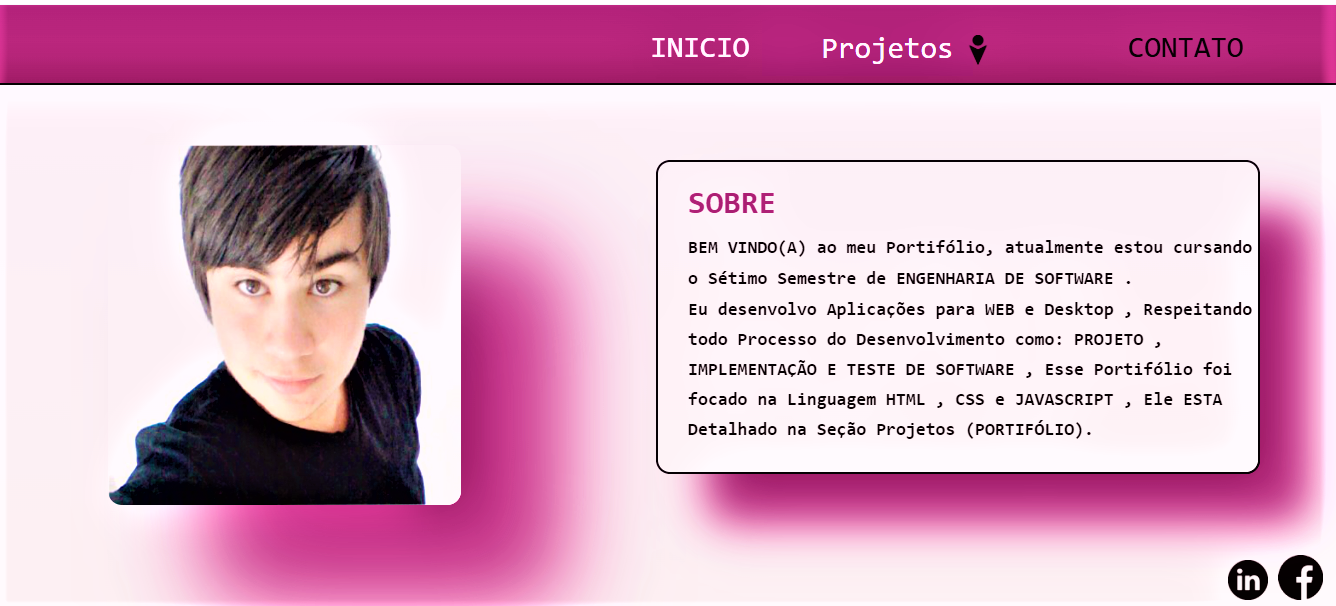 INICIO Projetos CONTATO
SOBRE
BEM VINDO(A) ao meu Portifólio, atualmente estou cursando
o Sétimo Semestre de ENGENHARIA DE SOFTWARE .
Eu desenvolvo Aplicações para WEB e Desktop , Respeitando
todo Processo do Desenvolvimento como: PROJETO ,
IMPLEMENTAÇÃO E TESTE DE SOFTWARE , Esse Portifólio foi
focado na Linguagem HTML , CSS e JAVASCRIPT , Ele ESTA
Detalhado na Seção Projetos (PORTIFÓLIO).
in f